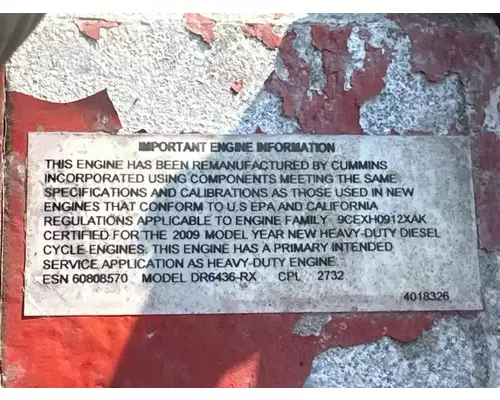 IMPORTANT ENGINE INFORMATION
THIS ENGINE HAS BEEN REMANUFACTURED BY CUMMINS
INCORPORATED USING COMPONENTS MEETING THE SAME
SPECIFICATIONS AND CALIBRATIONS AS THOSE USED IN NEW
ENGINES THAT CONFORM TO U.S EPA AND CALIFORNIA
REGULATIONS APPLICABLE TO ENGINE FAMILY 9CEXH0912XAK
CERTIFIED FOR THE 2009 MODEL YEAR NEW HEAVY-DUTY DIESEL
CYCLE ENGINES. THIS ENGINE HAS A PRIMARY INTENDED
SERVICE APPLICATION AS HEAVY-DUTY ENGINE.
ESN 60808570 MODEL DR6436-RX CPL 2732
4018326